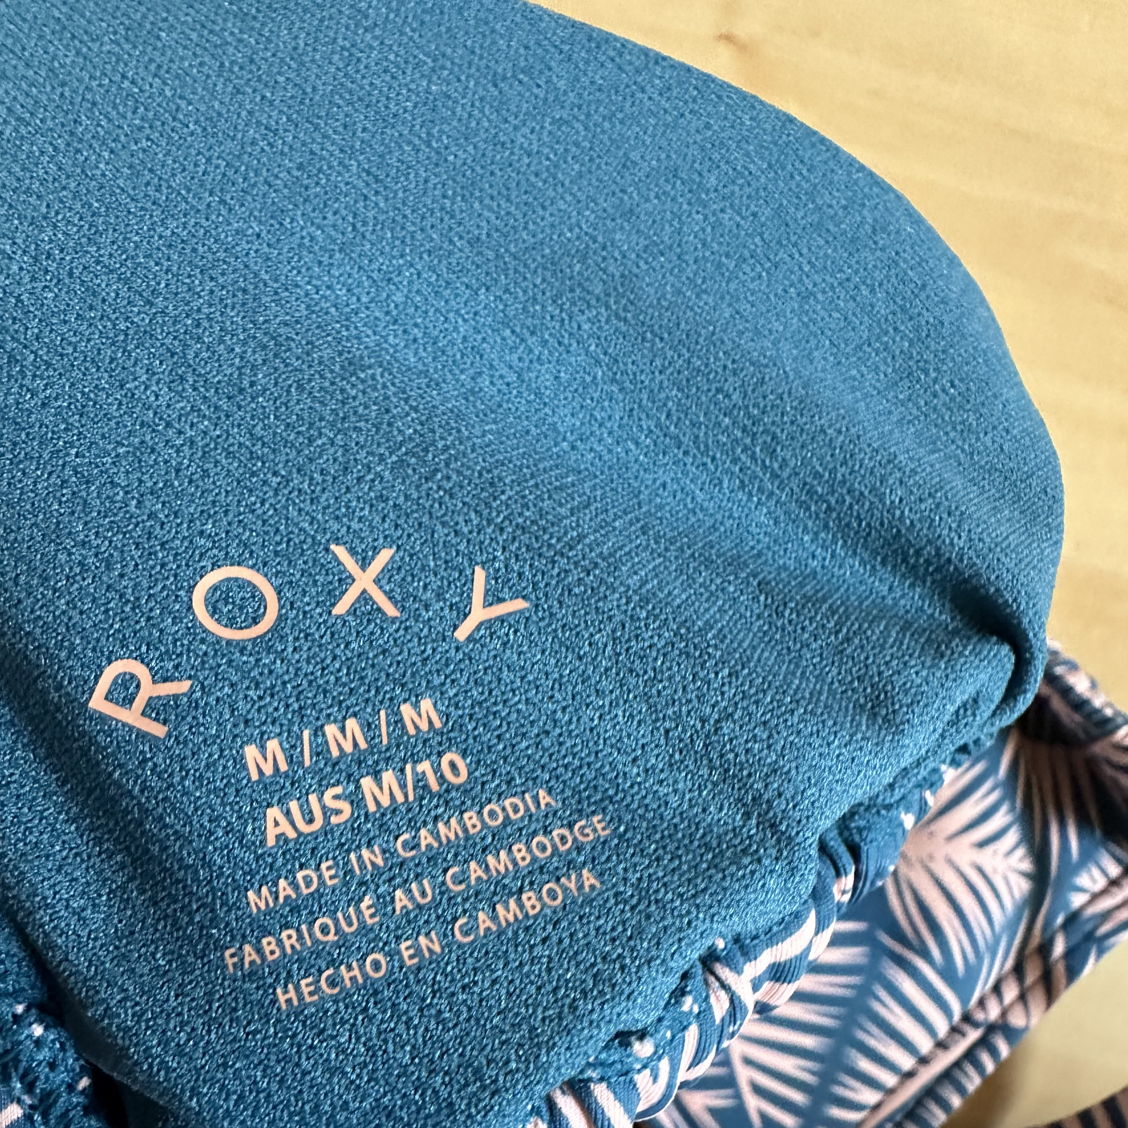 ROXY
M / M / M
AUS M/10
MADE IN CAMBODIA
FABRIQUÉ AU CAMBODGE
HECHO EN CAMBOYA